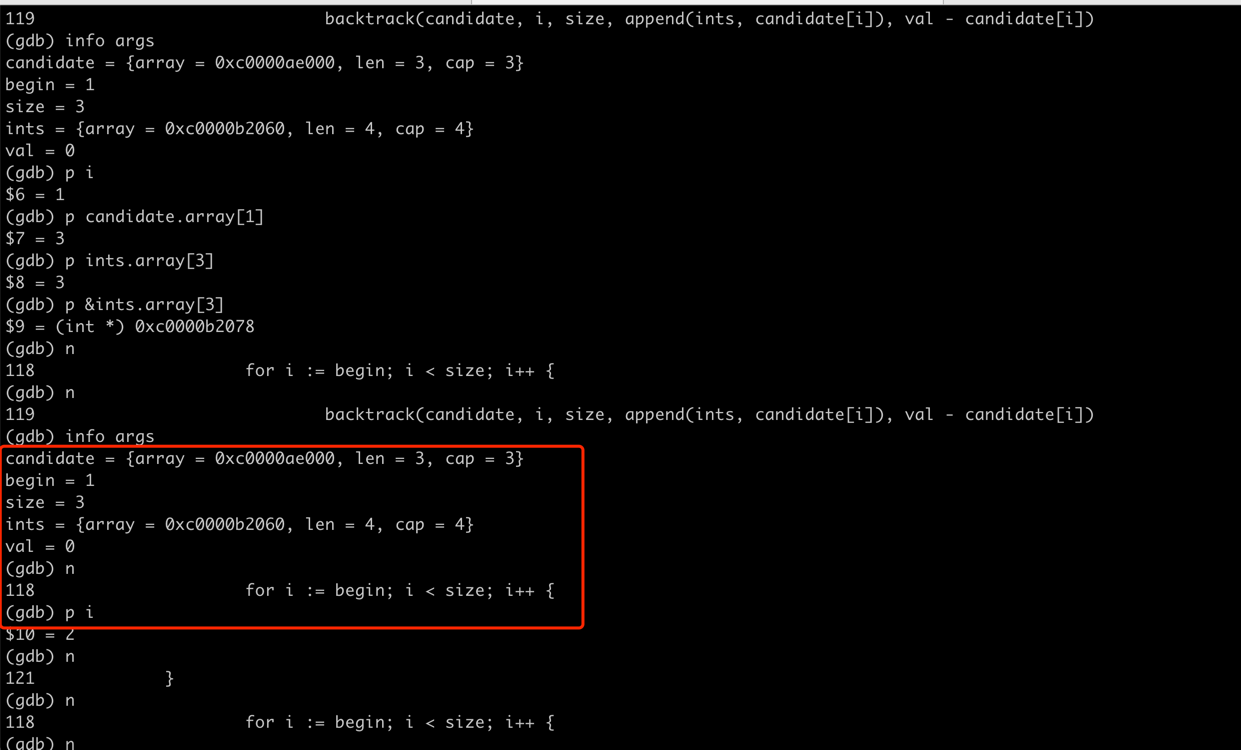 119                             backtrack(candidate, i, size, append(ints, candidate[i]), val - candidate[i])
(gdb) info args
candidate = {array = 0xc0000ae000, len = 3, cap = 3}
begin = 1
size = 3
ints = {array = 0xc0000b2060, len = 4, cap = 4}
val = 0
(gdb) p i
$6 = 1
(gdb) p candidate.array[1]
$7 = 3
(gdb) p ints.array[3]
$8 = 3
(gdb) p &ints.array[3]
$9 = (int *) 0xc0000b2078
(gdb) n
118                     for i := begin; i < size; i++ {
(gdb) n
119                             backtrack(candidate, i, size, append(ints, candidate[i]), val - candidate[i])
(gdb) info args
candidate = {array = 0xc0000ae000, len = 3, cap = 3}
begin = 1
size = 3
ints = {array = 0xc0000b2060, len = 4, cap = 4}
val = 0
(gdb) n
118                     for i := begin; i < size; i++ {
(gdb) p i
$10 = 2
(gdb) n
121             }
(gdb) n
118                     for i := begin; i < size; i++ {
(gdb) n